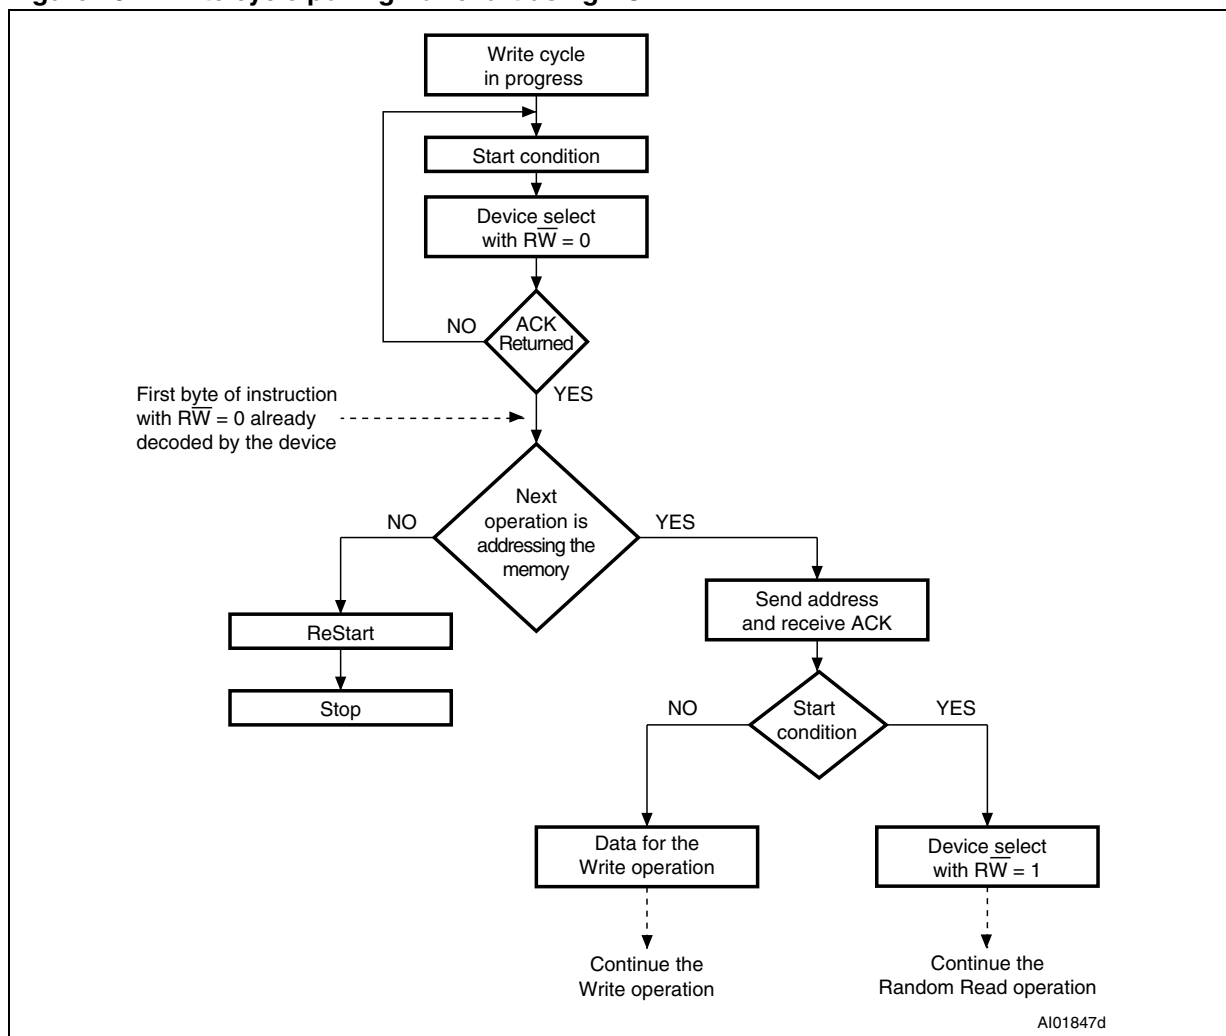 Write cycle
in progress
Start condition
Device select
with RW̅ = 0
ACK
Returned
NO
YES
First byte of instruction
with RW̅ = 0 already
decoded by the device
Next
operation is
addressing the
memory
NO
YES
ReStart
Stop
Send address
and receive ACK
Start
condition
NO
YES
Data for the
Write operation
Device select
with RW̅ = 1
Continue the
Write operation
Continue the
Random Read operation
AI01847d